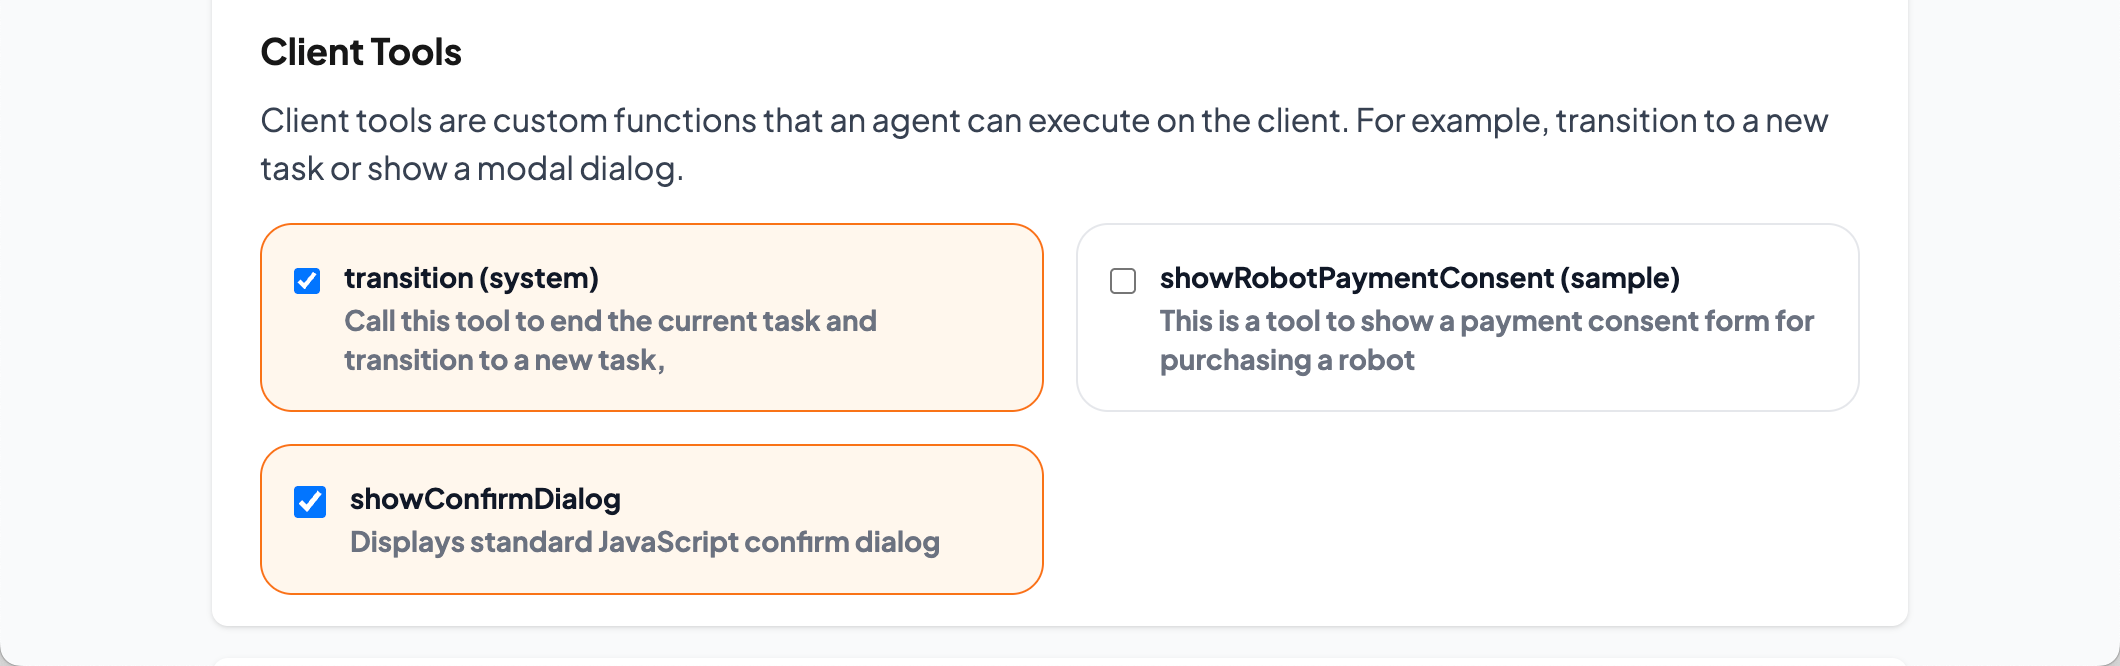 Client Tools
Client tools are custom functions that an agent can execute on the client. For example, transition to a new
task or show a modal dialog.
transition (system)
Call this tool to end the current task and
transition to a new task,
showRobotPaymentConsent (sample)
This is a tool to show a payment consent form for
purchasing a robot
showConfirmDialog
Displays standard JavaScript confirm dialog